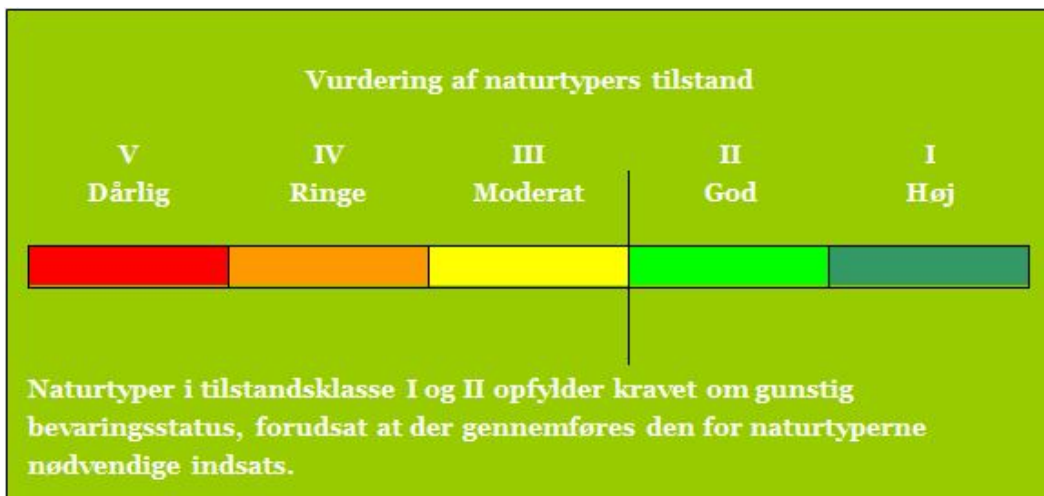 Vurdering af naturtypers tilstand
V IV III II I
Dårlig Ringe Moderat God Høj
Naturtyper i tilstandsklasse I og II opfylder kravet om gunstig
bevaringsstatus, forudsat at der gennemføres den for naturtyperne
nødvendige indsats.